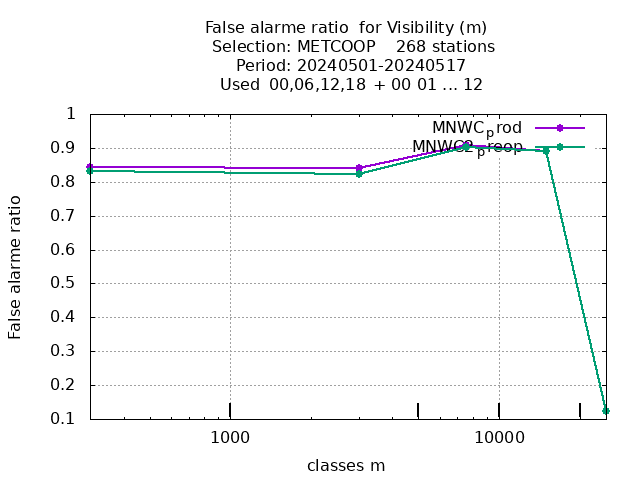 False alarme ratio  for Visibility (m)
Selection: METCOOP    268 stations
Period: 20240501-20240517
Used  00,06,12,18  + 00 01 ... 12
1
0.9
0.8
0.7
0.6
0.5
0.4
0.3
0.2
0.1
False alarme ratio
MNWC_prod
MNWC2_preop
1000
10000
classes m